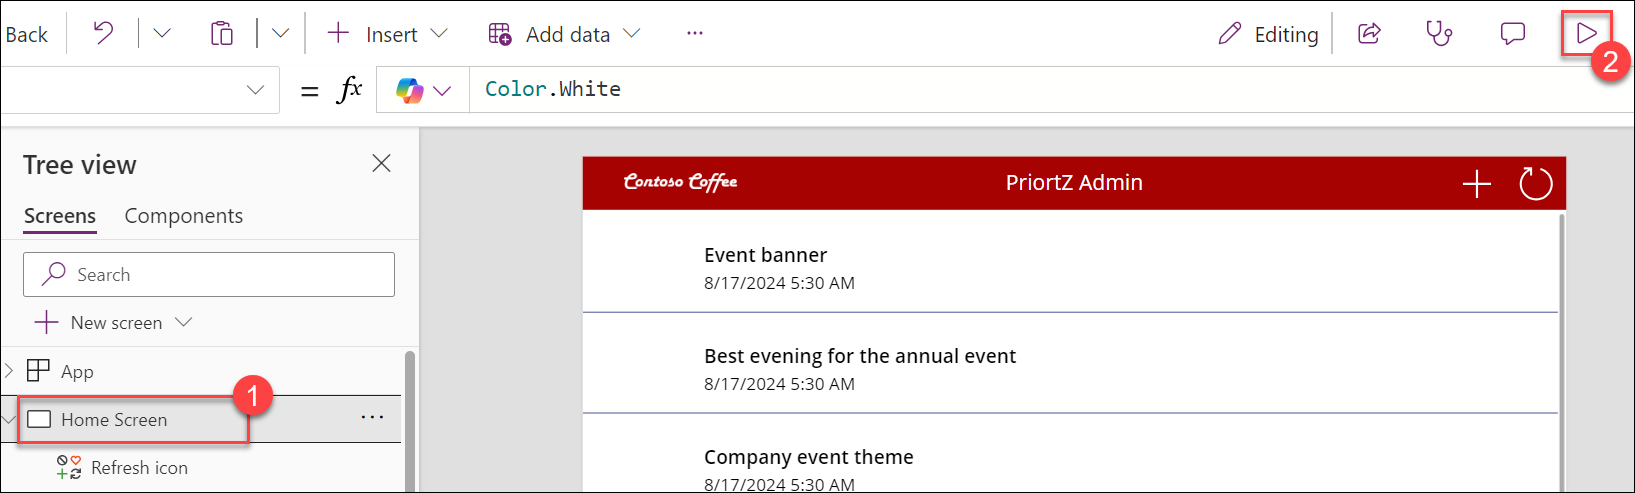 Back Insert Add data ... Editing
2
= fx Color.White
Tree view
Screens Components
Search
New screen
App
1
Home Screen ...
Refresh icon
Contoso Coffee PriortZ Admin
Event banner
8/17/2024 5:30 AM
Best evening for the annual event
8/17/2024 5:30 AM
Company event theme
8/17/2024 5:30 AM